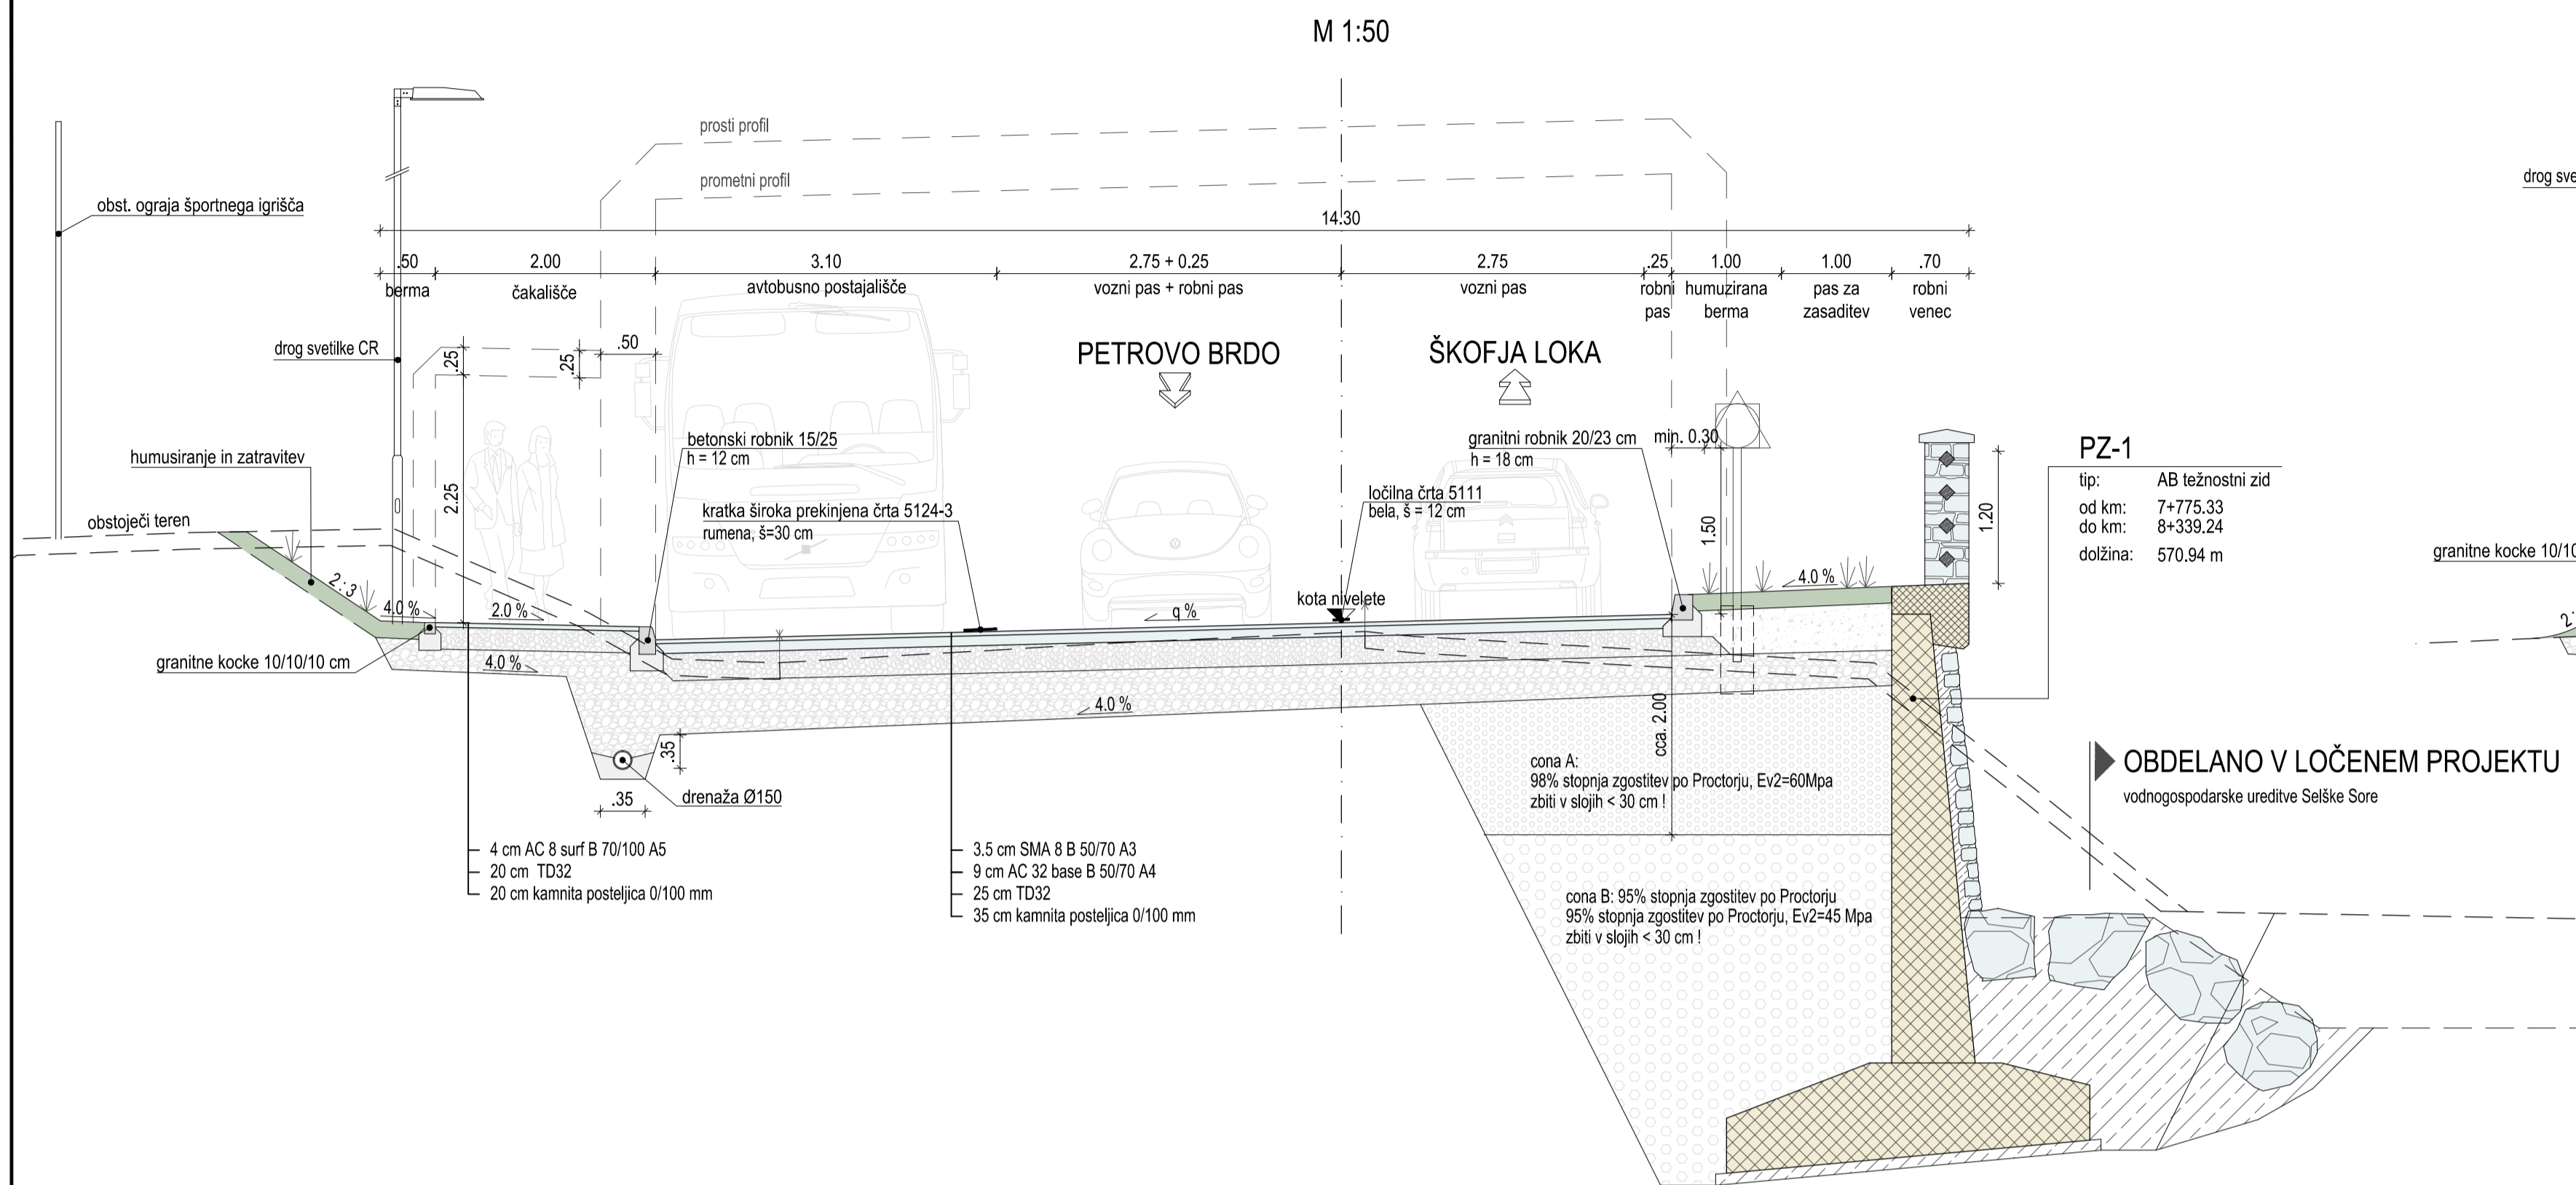 M 1:50
prosti profil
prometni profil
drog sve
obst. ograja športnega igrišča
14.30
.50
2.00
3.10
2.75 + 0.25
2.75
.25
1.00
1.00
.70
berma
čakališče
avtobusno postajališče
vozni pas + robni pas
vozni pas
robni
pas
humuzirana
berma
pas za
zasaditev
robni
venec
drog svetilke CR
.25
.25
.50
PETROVO BRDO
ŠKOFJA LOKA
humusiranje in zatravitev
2.25
betonski robnik 15/25
h = 12 cm
granitni robnik 20/23 cm
h = 18 cm
min. 0.30
kratka široka prekinjena črta 5124-3
rumena, š=30 cm
ločilna črta 5111
bela, š = 12 cm
1.50
1.20
PZ-1
tip: AB težnostni zid
od km: 7+775.33
do km: 8+339.24
dolžina: 570.94 m
granitne kocke 10/10
obstoječi teren
2 : 3
4.0 %
2.0 %
q %
kota nivelete
4.0 %
2 :
granitne kocke 10/10/10 cm
4.0 %
4.0 %
.35
.35
drenaža Ø150
cca. 2.00
cona A:
98% stopnja zgostitev po Proctorju, Ev2=60Mpa
zbiti v slojih < 30 cm !
OBDELANO V LOČENEM PROJEKTU
vodnogospodarske ureditve Selške Sore
4 cm AC 8 surf B 70/100 A5
20 cm TD32
20 cm kamnita posteljica 0/100 mm
3.5 cm SMA 8 B 50/70 A3
9 cm AC 32 base B 50/70 A4
25 cm TD32
35 cm kamnita posteljica 0/100 mm
cona B: 95% stopnja zgostitev po Proctorju
95% stopnja zgostitev po Proctorju, Ev2=45 Mpa
zbiti v slojih < 30 cm !